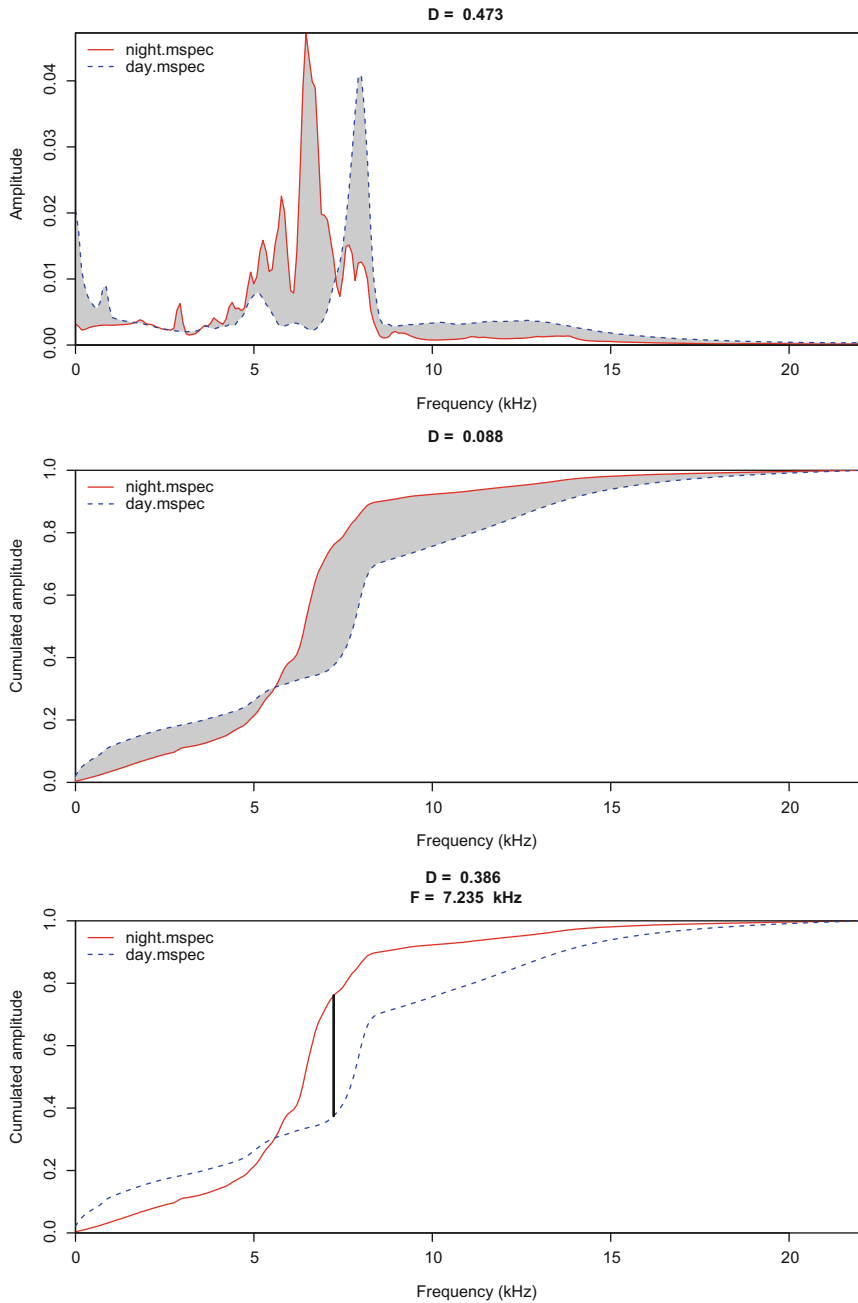 D = 0.473
night.mspec
day.mspec
Amplitude
0.04
0.03
0.02
0.01
0.00
0 5 10 15 20
Frequency (kHz)
D = 0.088
night.mspec
day.mspec
Cumulated amplitude
1.0
0.8
0.6
0.4
0.2
0.0
0 5 10 15 20
Frequency (kHz)
D = 0.386
F = 7.235 kHz
night.mspec
day.mspec
Cumulated amplitude
1.0
0.8
0.6
0.4
0.2
0.0
0 5 10 15 20
Frequency (kHz)